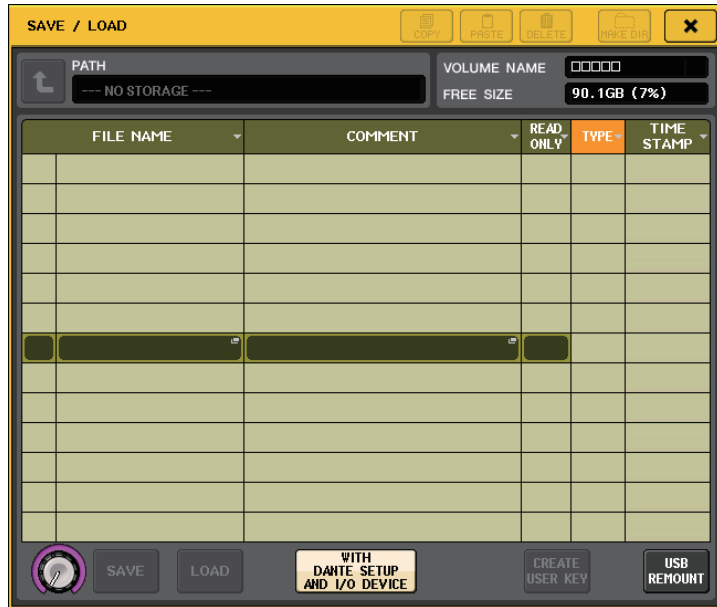 SAVE / LOAD
COPY
PASTE
DELETE
MAKE DIR
PATH
--- NO STORAGE ---
VOLUME NAME
□□□□□
FREE SIZE
90.1GB (7%)
FILE NAME
COMMENT
READ
ONLY
TYPE
TIME
STAMP
SAVE
LOAD
WITH
DANTE SETUP
AND I/O DEVICE
CREATE
USER KEY
USB
REMOUNT